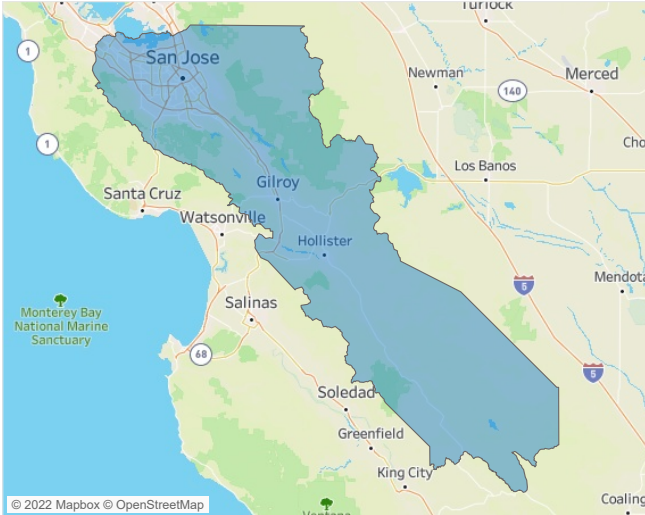 Turlock
1
San Jose
Newman
Merced
140
1
Cho
Los Banos
Gilroy
Santa Cruz
Watsonville
Hollister
5
Mendota
Monterey Bay
National Marine
Sanctuary
Salinas
68
5
Soledad
Greenfield
King City
Coaling
© 2022 Mapbox © OpenStreetMap